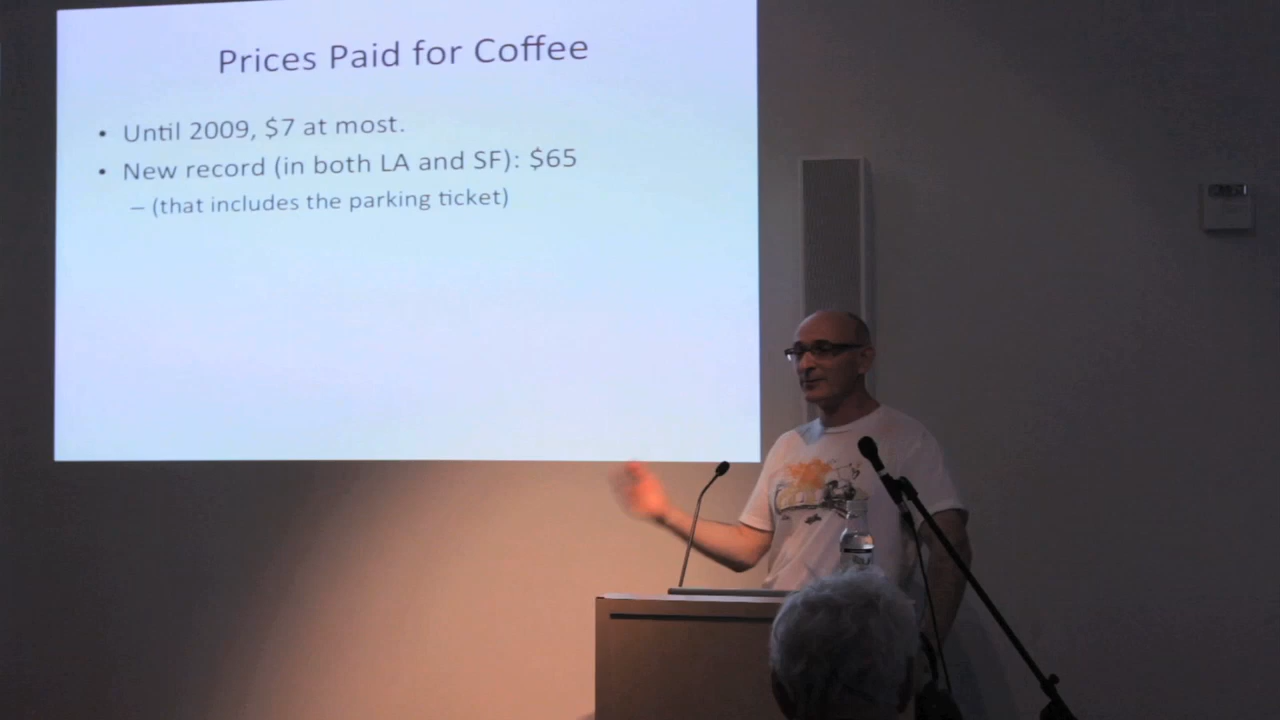 Prices Paid for Coffee
• Until 2009, $7 at most.
• New record (in both LA and SF): $65
– (that includes the parking ticket)